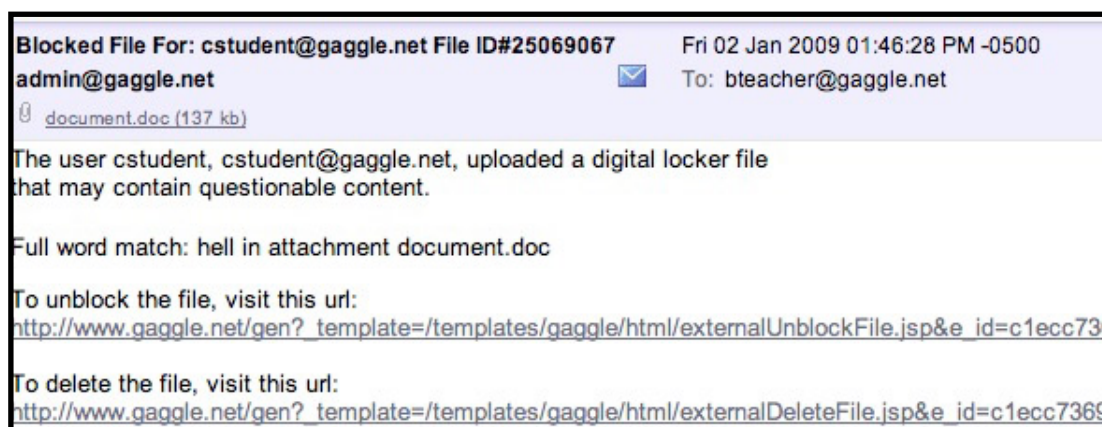 Blocked File For: cstudent@gaggle.net File ID#25069067 Fri 02 Jan 2009 01:46:28 PM -0500
admin@gaggle.net To: bteacher@gaggle.net
document.doc (137 kb)
The user cstudent, cstudent@gaggle.net, uploaded a digital locker file
that may contain questionable content.
Full word match: hell in attachment document.doc
To unblock the file, visit this url:
http://www.gaggle.net/gen?_template=/templates/gaggle/html/externalUnblockFile.jsp&e_id=c1ecc73
To delete the file, visit this url:
http://www.gaggle.net/gen?_template=/templates/gaggle/html/externalDeleteFile.jsp&e_id=c1ecc7369